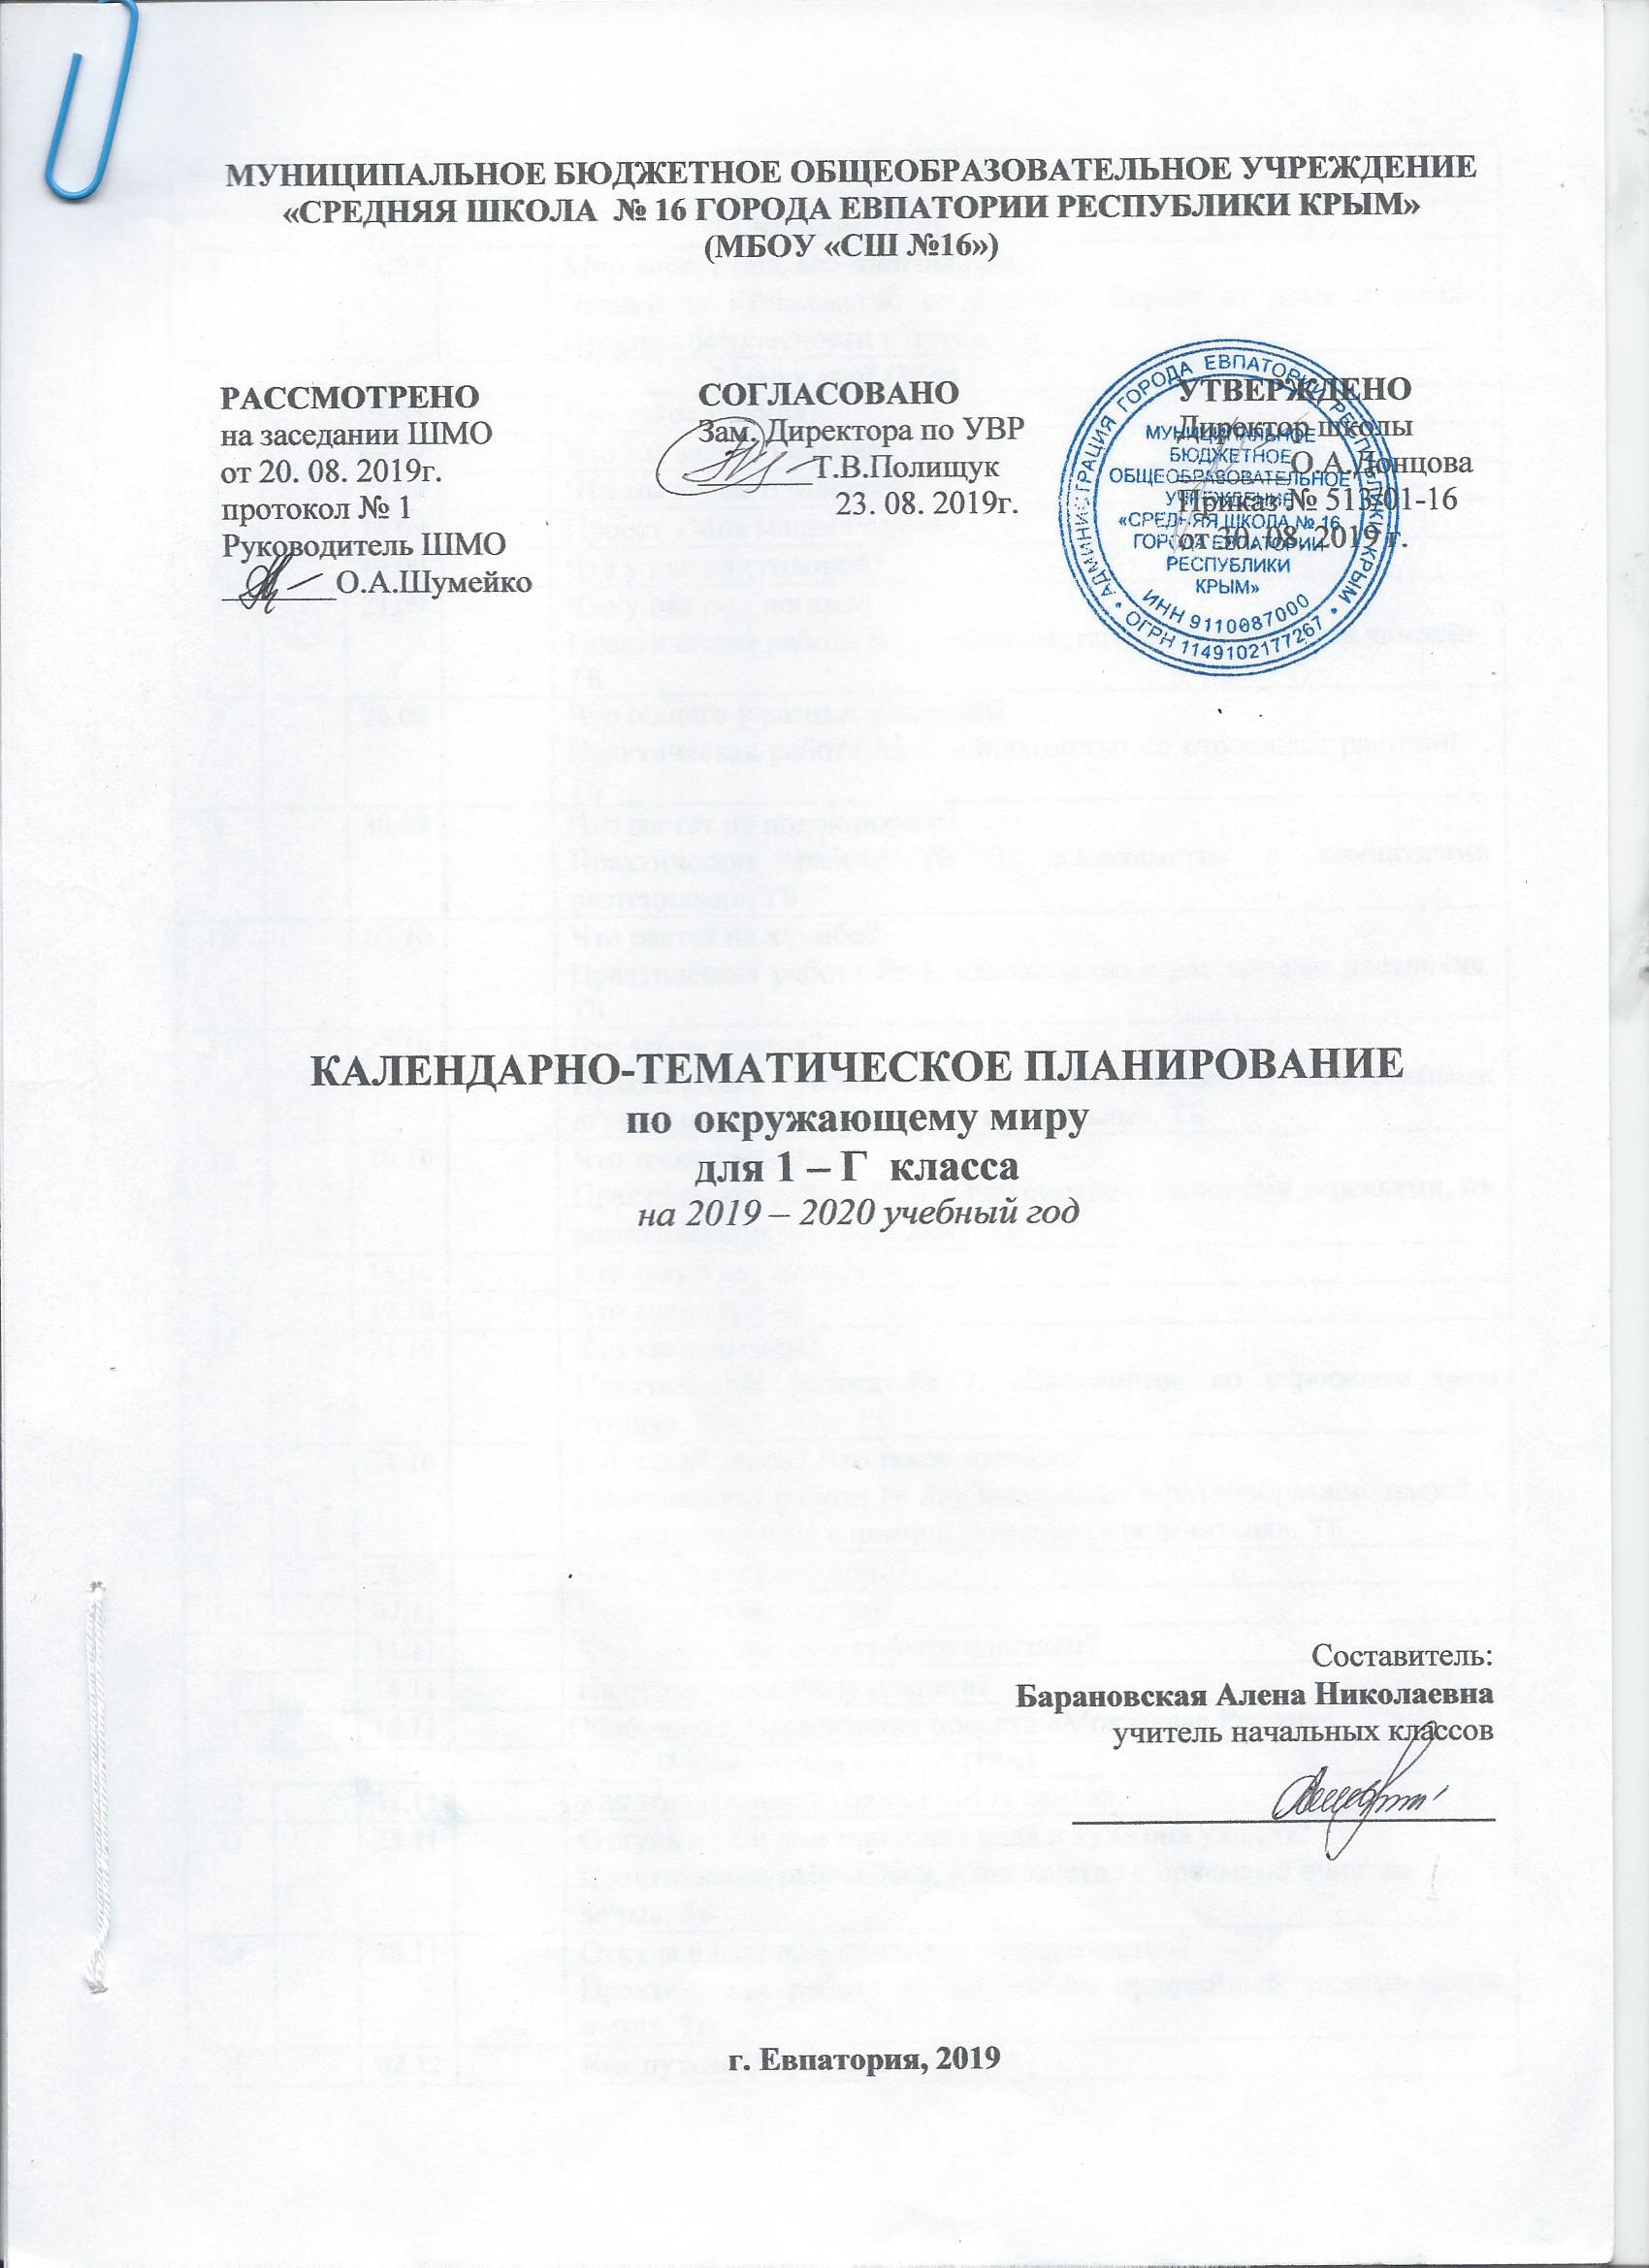 МУНИЦИПАЛЬНОЕ БЮДЖЕТНОЕ ОБЩЕОБРАЗОВАТЕЛЬНОЕ УЧРЕЖДЕНИЕ
«СРЕДНЯЯ ШКОЛА № 16 ГОРОДА ЕВПАТОРИИ РЕСПУБЛИКИ КРЫМ»
(МБОУ «СШ №16»)
РАССМОТРЕНО
на заседании ШМО
от 20. 08. 2019г.
протокол № 1
Руководитель ШМО
О.А.Шумейко
СОГЛАСОВАНО
Зам. Директора по УВР
Т.В.Полищук
23. 08. 2019г.
УТВЕРЖДЕНО
Директор школы
О.А.Донцова
Приказ № 513/01-16
от 30. 08. 2019 г.
АДМИНИСТРАЦИЯ ГОРОДА ЕВПАТОРИИ РЕСПУБЛИКИ КРЫМ
ОГРН 1149102177267
МУНИЦИПАЛЬНОЕ
БЮДЖЕТНОЕ
ОБЩЕОБРАЗОВАТЕЛЬНОЕ
УЧРЕЖДЕНИЕ
«СРЕДНЯЯ ШКОЛА № 16
ГОРОДА ЕВПАТОРИИ
РЕСПУБЛИКИ
КРЫМ»
ИНН 9110087000
КАЛЕНДАРНО-ТЕМАТИЧЕСКОЕ ПЛАНИРОВАНИЕ
по окружающему миру
для 1 – Г класса
на 2019 – 2020 учебный год
Составитель:
Барановская Алена Николаевна
учитель начальных классов
г. Евпатория, 2019